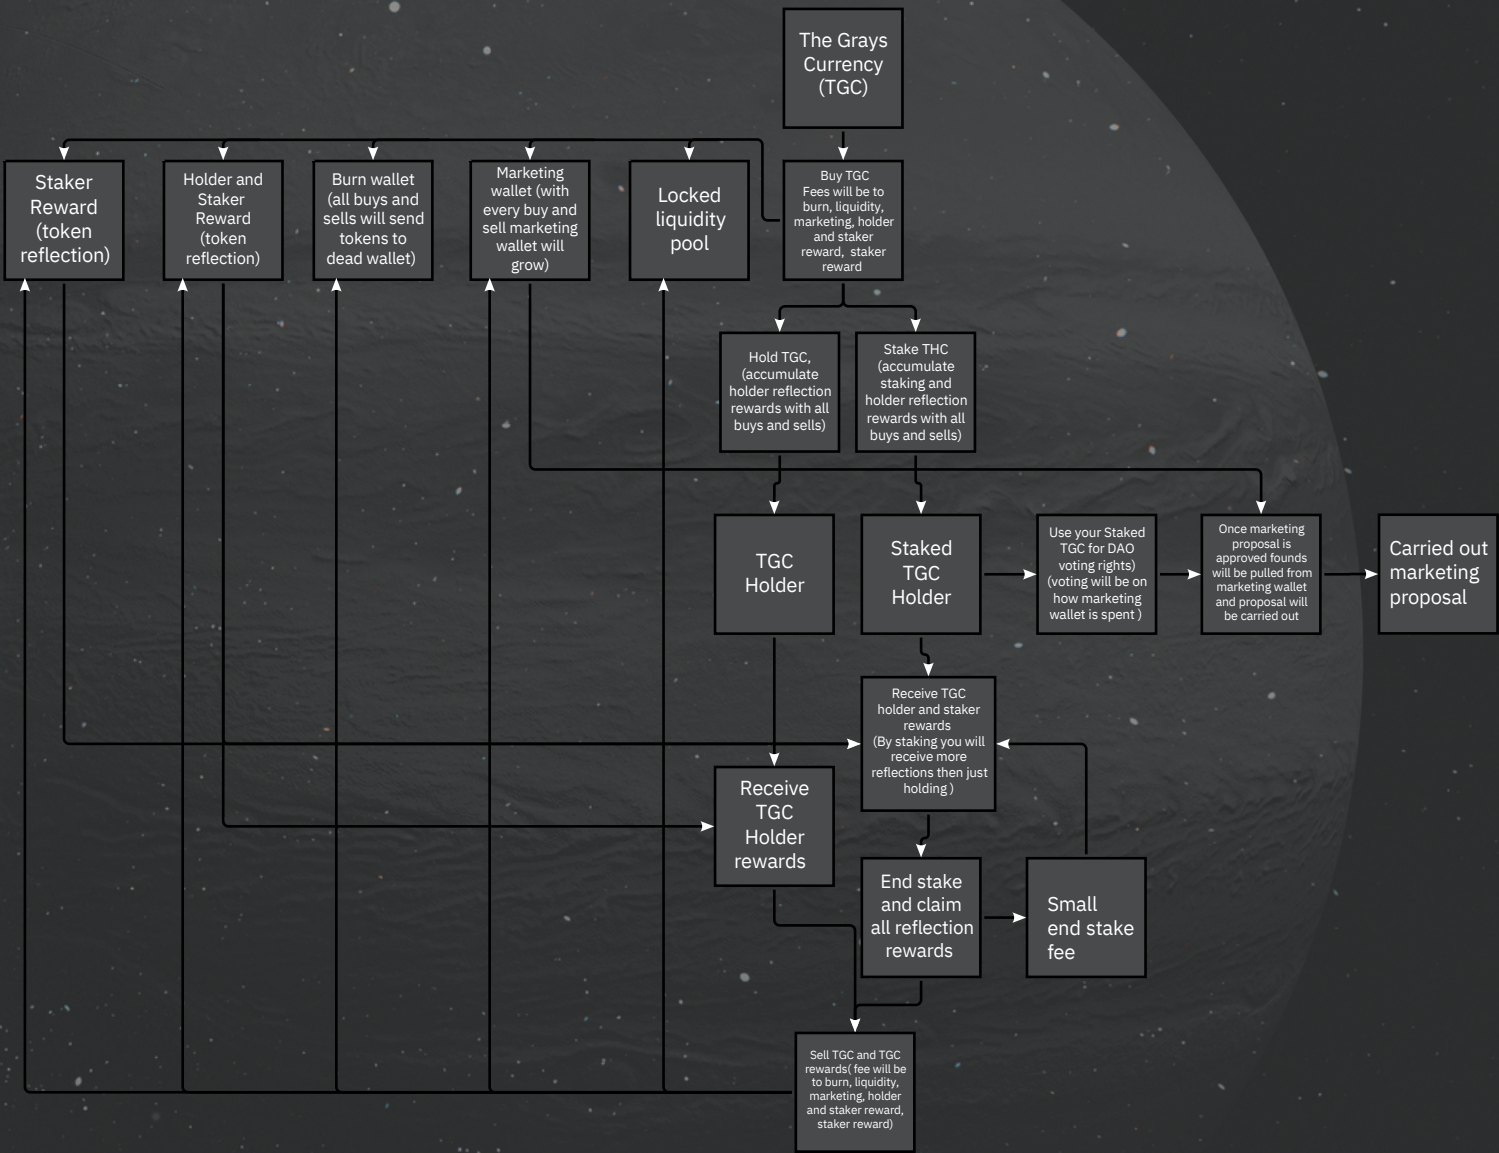 The Grays
Currency
(TGC)
Staker
Reward
(token
reflection)
Holder and
Staker
Reward
(token
reflection)
Burn wallet
(all buys and
sells will send
tokens to
dead wallet)
Marketing
wallet (with
every buy and
sell marketing
wallet will
grow)
Locked
liquidity
pool
Buy TGC
Fees will be to
burn, liquidity,
marketing, holder
and staker
reward, staker
reward
Hold TGC,
(accumulate
holder reflection
rewards with all
buys and sells)
Stake THC
(accumulate
staking and
holder reflection
rewards with all
buys and sells)
TGC
Holder
Staked
TGC
Holder
Use your Staked
TGC for DAO
voting rights)
(voting will be on
how marketing
wallet is spent )
Once marketing
proposal is
approved founds
will be pulled from
marketing wallet
and proposal will
be carried out
Carried out
marketing
proposal
Receive TGC
holder and staker
rewards
(By staking you will
receive more
reflections then just
holding )
Receive
TGC
Holder
rewards
End stake
and claim
all reflection
rewards
Small
end stake
fee
Sell TGC and TGC
rewards( fee will be
to burn, liquidity,
marketing, holder
and staker reward,
staker reward)